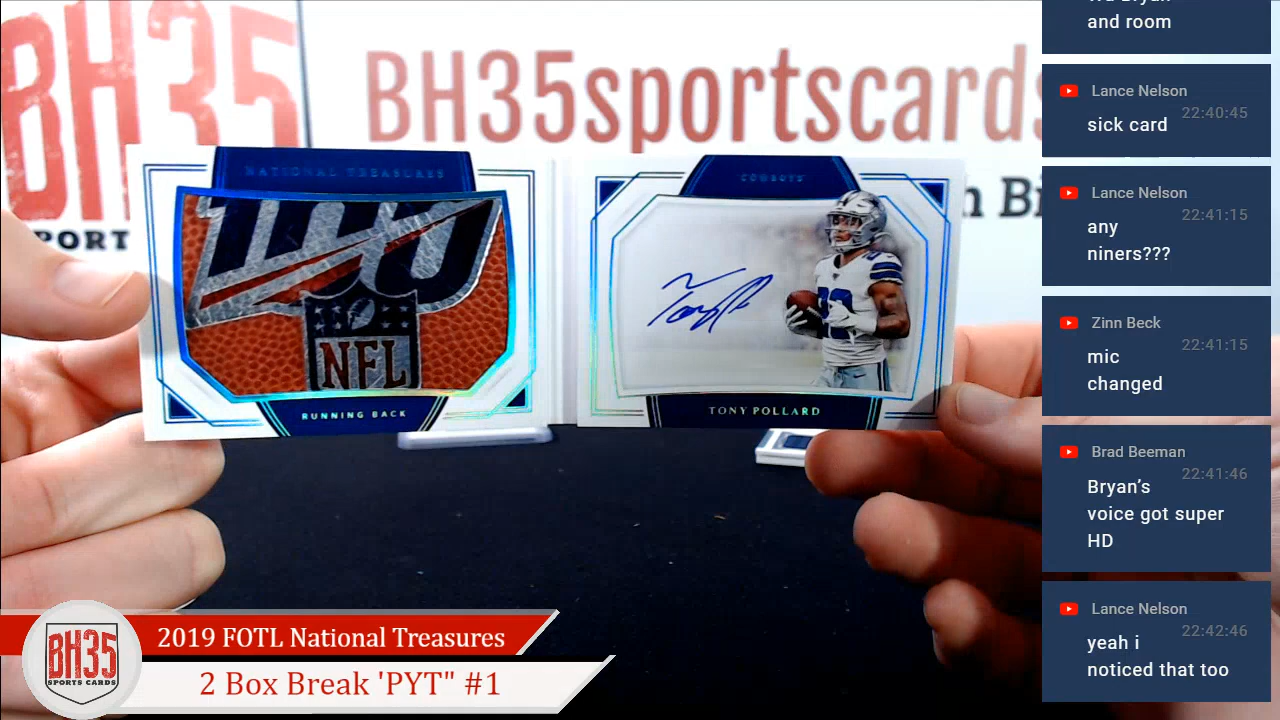 BH35
PORT
BH35sportscards
NATIONAL TREASURES
100
NFL
RUNNING BACK
COWBOYS
TONY POLLARD
and room
Lance Nelson
22:40:45
sick card
Lance Nelson
22:41:15
any
niners???
Zinn Beck
22:41:15
mic
changed
Brad Beeman
22:41:46
Bryan’s
voice got super
HD
Lance Nelson
22:42:46
yeah i
noticed that too
BH35
SPORTS CARDS
2019 FOTL National Treasures
2 Box Break 'PYT" #1